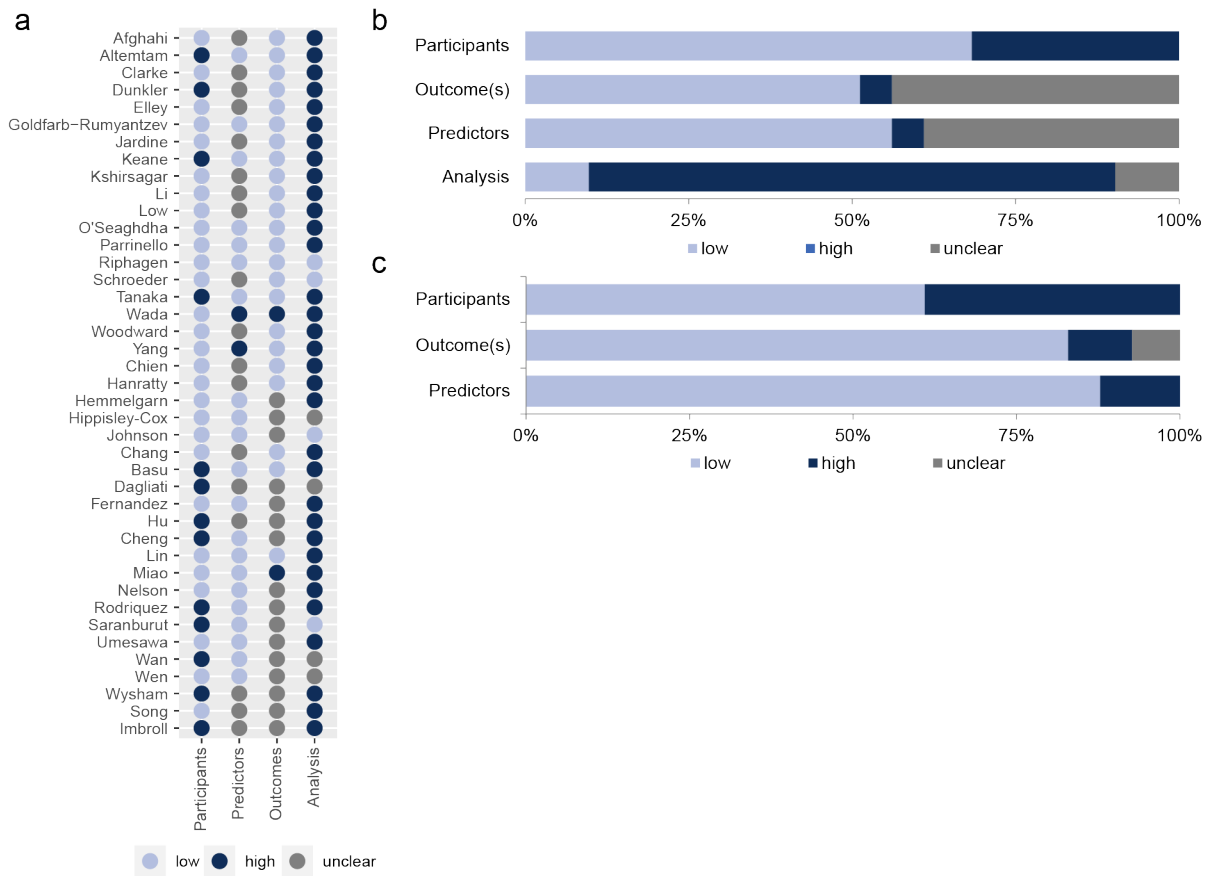 a
Afghahi
Altemtam
Clarke
Dunkler
Elley
Goldfarb−Rumyantzev
Jardine
Keane
Kshirsagar
Li
Low
O'Seaghdha
Parrinello
Riphagen
Schroeder
Tanaka
Wada
Woodward
Yang
Chien
Hanratty
Hemmelgarn
Hippisley-Cox
Johnson
Chang
Basu
Dagliati
Fernandez
Hu
Cheng
Lin
Miao
Nelson
Rodriquez
Saranburut
Umesawa
Wan
Wen
Wysham
Song
Imbroll
Participants
Predictors
Outcomes
Analysis
low high unclear
b
Participants
Outcome(s)
Predictors
Analysis
0% 25% 50% 75% 100%
low high unclear
c
Participants
Outcome(s)
Predictors
0% 25% 50% 75% 100%
low high unclear